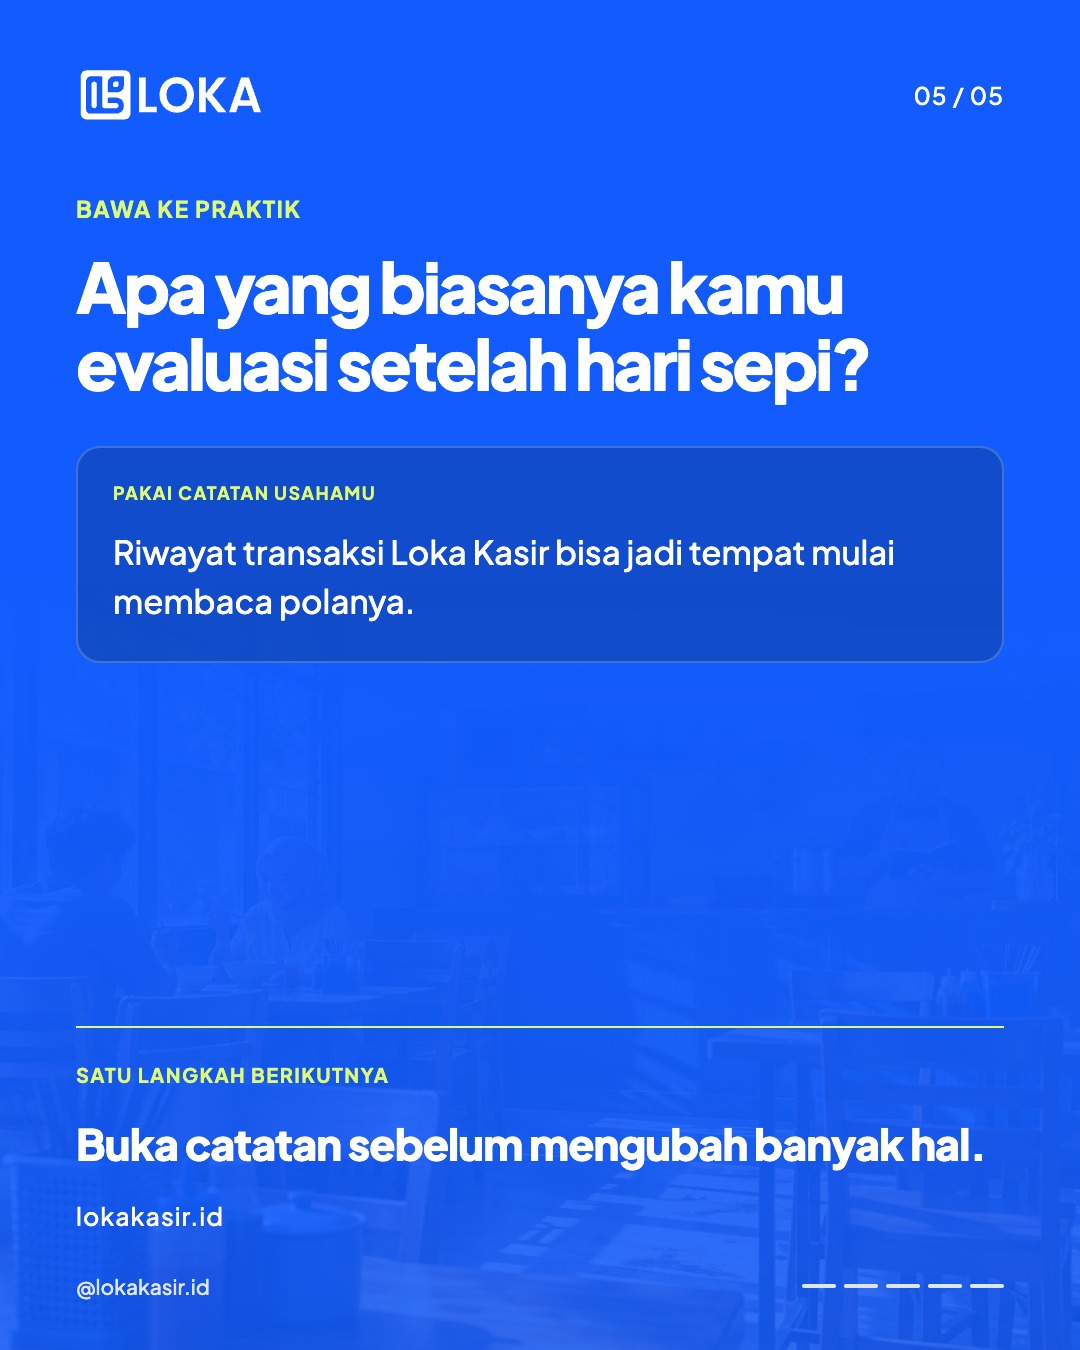 LOKA
05 / 05
BAWA KE PRAKTIK
Apa yang biasanya kamu
evaluasi setelah hari sepi?
PAKAI CATATAN USAHAMU
Riwayat transaksi Loka Kasir bisa jadi tempat mulai
membaca polanya.
SATU LANGKAH BERIKUTNYA
Buka catatan sebelum mengubah banyak hal.
lokakasir.id
@lokakasir.id